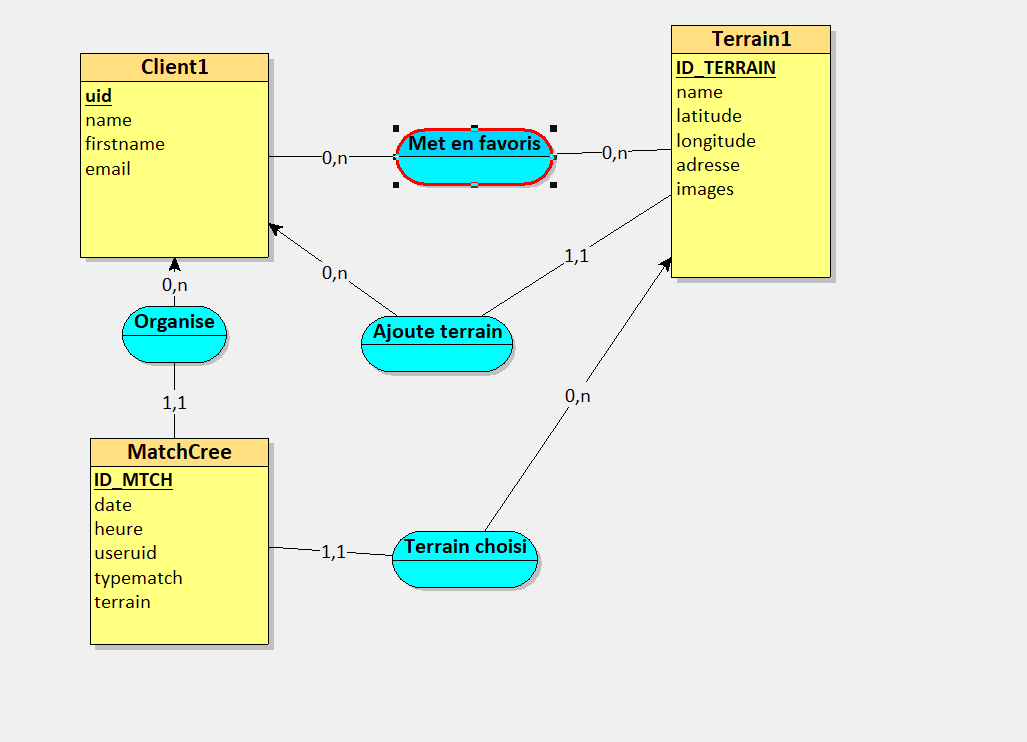 Client1
uid
name
firstname
email
0,n
Met en favoris
0,n
Terrain1
ID_TERRAIN
name
latitude
longitude
adresse
images
0,n
Organise
1,1
0,n
Ajoute terrain
1,1
MatchCree
ID_MTCH
date
heure
useruid
typematch
terrain
1,1
Terrain choisi
0,n